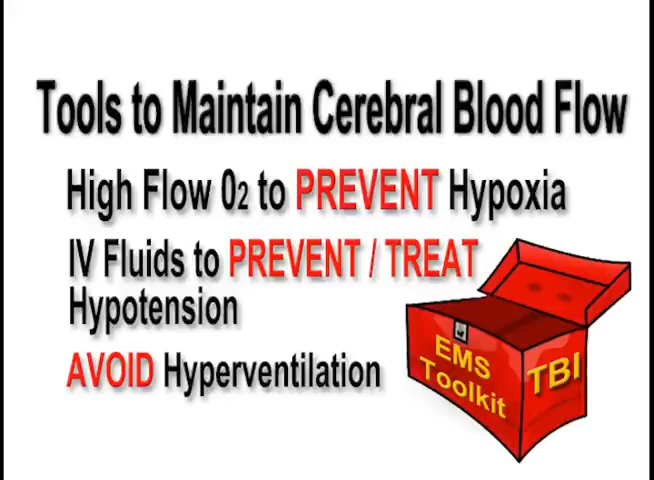 Tools to Maintain Cerebral Blood Flow
High Flow 02 to PREVENT Hypoxia
IV Fluids to PREVENT / TREAT
Hypotension
AVOID Hyperventilation
EMS
Toolkit
TBI